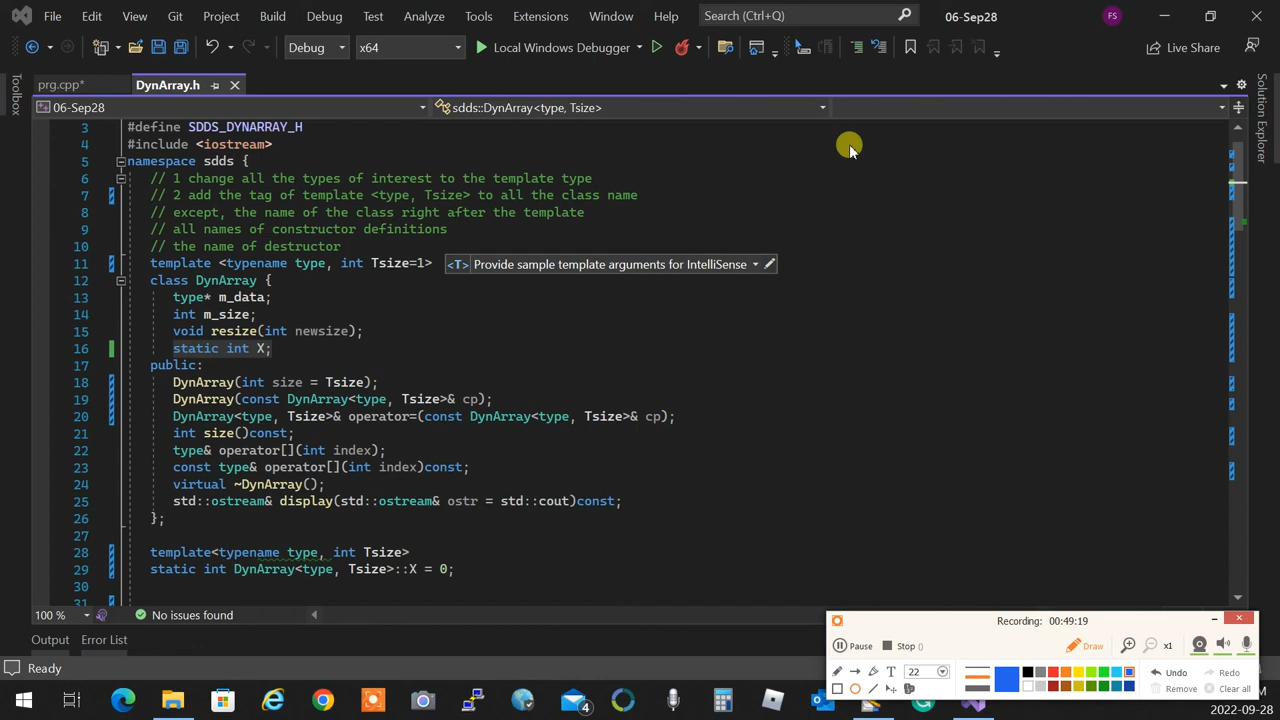 File Edit View Git Project Build Debug Test Analyze Tools Extensions Window Help Search (Ctrl+Q) 06-Sep28 FS
Debug x64 Local Windows Debugger Live Share
prg.cpp* DynArray.h
06-Sep28 sdds::DynArray<type, Tsize>
Toolbox
Solution Explorer
3 #define SDDS_DYNARRAY_H
4 #include <iostream>
5 namespace sdds {
6 // 1 change all the types of interest to the template type
7 // 2 add the tag of template <type, Tsize> to all the class name
8 // except, the name of the class right after the template
9 // all names of constructor definitions
10 // the name of destructor
11 template <typename type, int Tsize=1> <T> Provide sample template arguments for IntelliSense
12 class DynArray {
13 type* m_data;
14 int m_size;
15 void resize(int newsize);
16 static int X;
17 public:
18 DynArray(int size = Tsize);
19 DynArray(const DynArray<type, Tsize>& cp);
20 DynArray<type, Tsize>& operator=(const DynArray<type, Tsize>& cp);
21 int size()const;
22 type& operator[](int index);
23 const type& operator[](int index)const;
24 virtual ~DynArray();
25 std::ostream& display(std::ostream& ostr = std::cout)const;
26 };
27
28 template<typename type, int Tsize>
29 static int DynArray<type, Tsize>::X = 0;
30
31
100 % No issues found
Output Error List
Ready
Recording: 00:49:19
Pause Stop () Draw x1
T 22 Undo Redo
Remove Clear all
4
2022-09-28